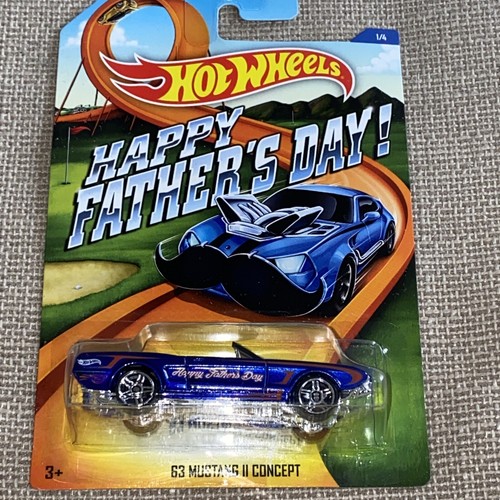 1/4
HOT WHEELS
HAPPY
FATHER'S DAY!
Happy Father's Day
3+
63 MUSTANG II CONCEPT